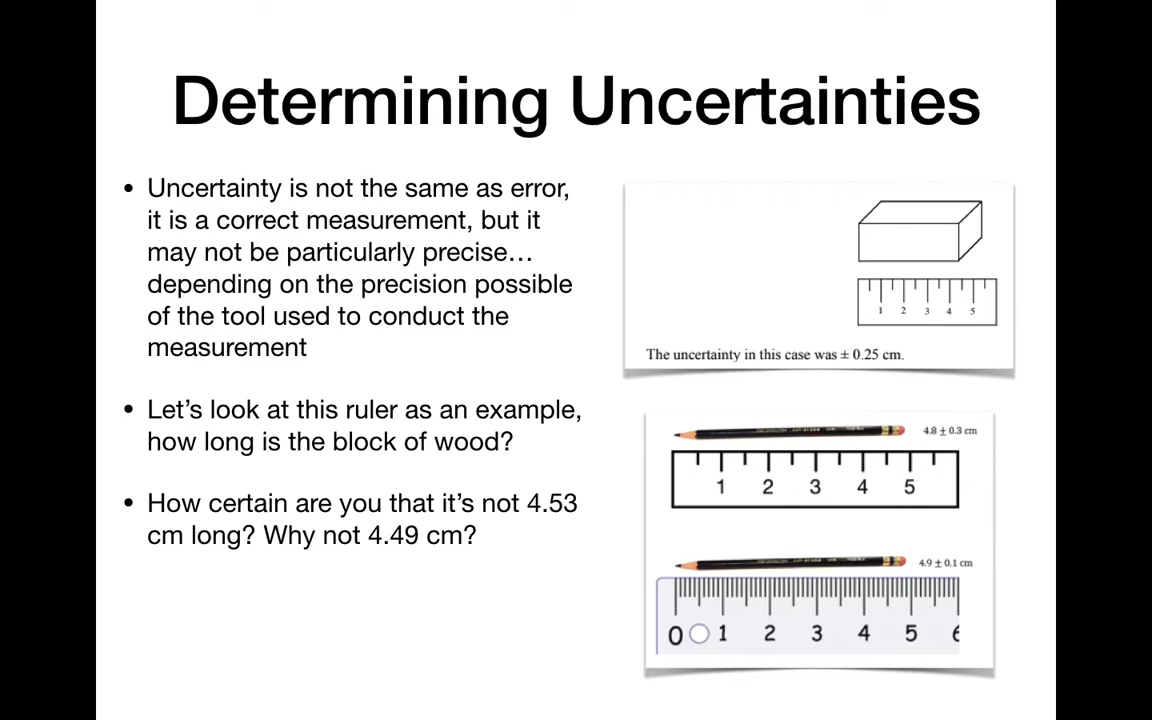 Determining Uncertainties
• Uncertainty is not the same as error,
it is a correct measurement, but it
may not be particularly precise…
depending on the precision possible
of the tool used to conduct the
measurement
• Let’s look at this ruler as an example,
how long is the block of wood?
• How certain are you that it’s not 4.53
cm long? Why not 4.49 cm?
1 2 3 4 5
The uncertainty in this case was ± 0.25 cm.
4.8 ± 0.3 cm
1 2 3 4 5
4.9 ± 0.1 cm
0 1 2 3 4 5 6